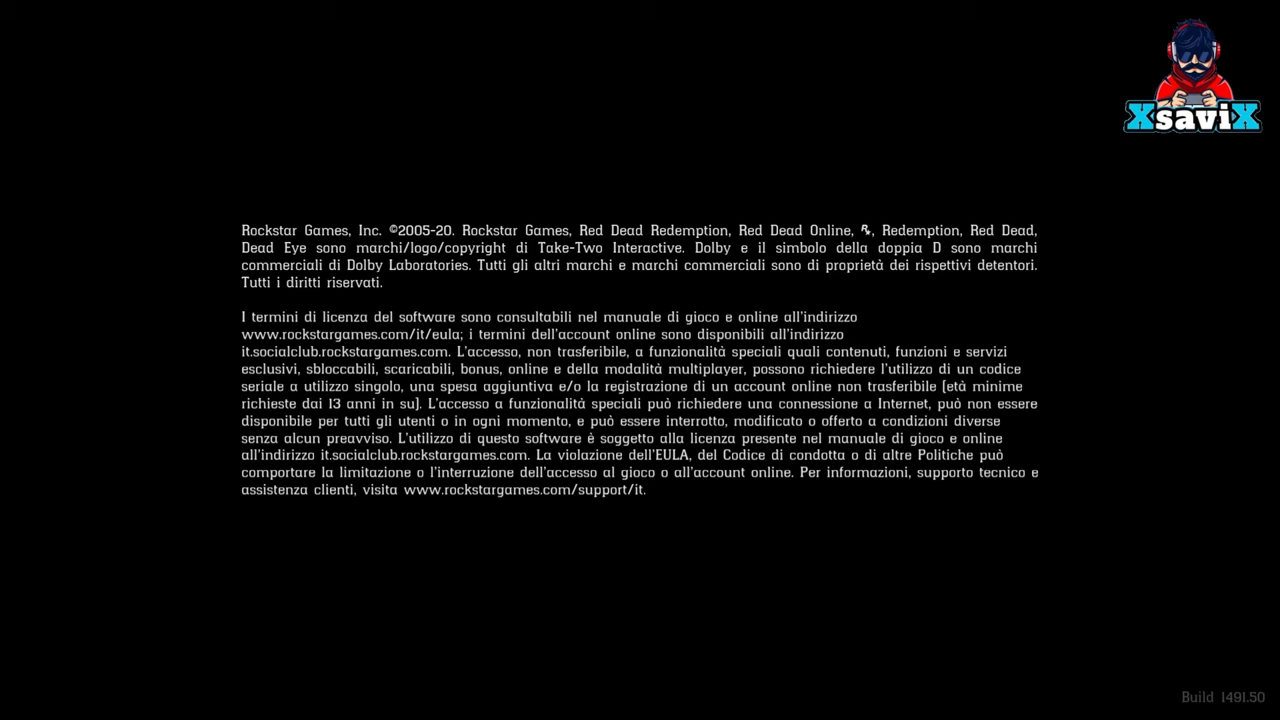 XsaviX
Rockstar Games, Inc. ©2005-20. Rockstar Games, Red Dead Redemption, Red Dead Online, R*, Redemption, Red Dead,
Dead Eye sono marchi/logo/copyright di Take-Two Interactive. Dolby e il simbolo della doppia D sono marchi
commerciali di Dolby Laboratories. Tutti gli altri marchi e marchi commerciali sono di proprietà dei rispettivi detentori.
Tutti i diritti riservati.
I termini di licenza del software sono consultabili nel manuale di gioco e online all'indirizzo
www.rockstargames.com/it/eula; i termini dell'account online sono disponibili all'indirizzo
it.socialclub.rockstargames.com. L'accesso, non trasferibile, a funzionalità speciali quali contenuti, funzioni e servizi
esclusivi, sbloccabili, scaricabili, bonus, online e della modalità multiplayer, possono richiedere l'utilizzo di un codice
seriale a utilizzo singolo, una spesa aggiuntiva e/o la registrazione di un account online non trasferibile (età minime
richieste dai 13 anni in su). L'accesso a funzionalità speciali può richiedere una connessione a Internet, può non essere
disponibile per tutti gli utenti o in ogni momento, e può essere interrotto, modificato o offerto a condizioni diverse
senza alcun preavviso. L'utilizzo di questo software è soggetto alla licenza presente nel manuale di gioco e online
all'indirizzo it.socialclub.rockstargames.com. La violazione dell'EULA, del Codice di condotta o di altre Politiche può
comportare la limitazione o l'interruzione dell'accesso al gioco o all'account online. Per informazioni, supporto tecnico e
assistenza clienti, visita www.rockstargames.com/support/it.
Build 1491.50